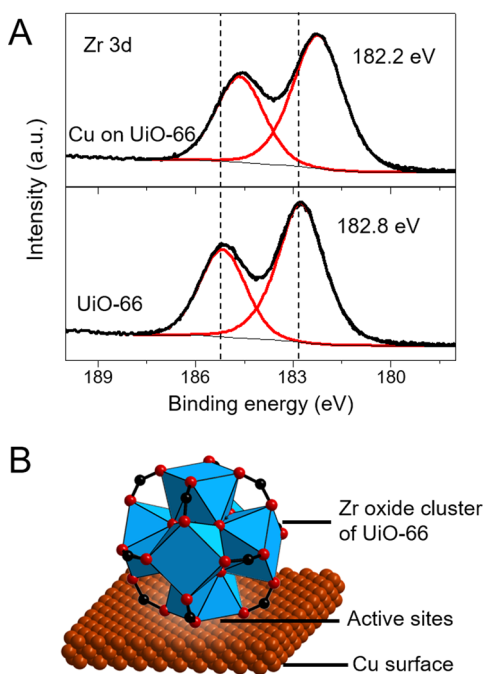 A
Zr 3d
182.2 eV
Cu on UiO-66
182.8 eV
UiO-66
Intensity (a.u.)
189 186 183 180
Binding energy (eV)
B
Zr oxide cluster
of UiO-66
Active sites
Cu surface